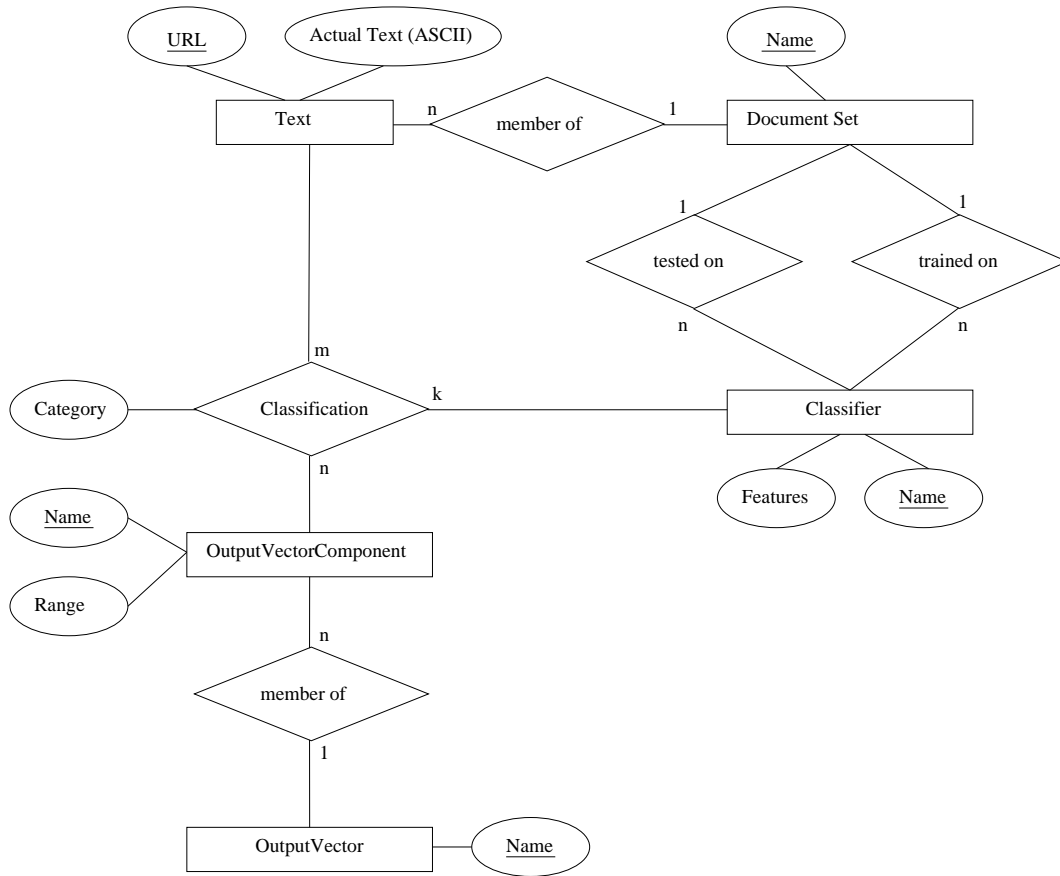 URL
Actual Text (ASCII)
Name
Text
n
member of
1
Document Set
1
1
tested on
trained on
n
n
m
k
Category
Classification
Classifier
n
Features
Name
Name
OutputVectorComponent
Range
n
member of
1
OutputVector
Name